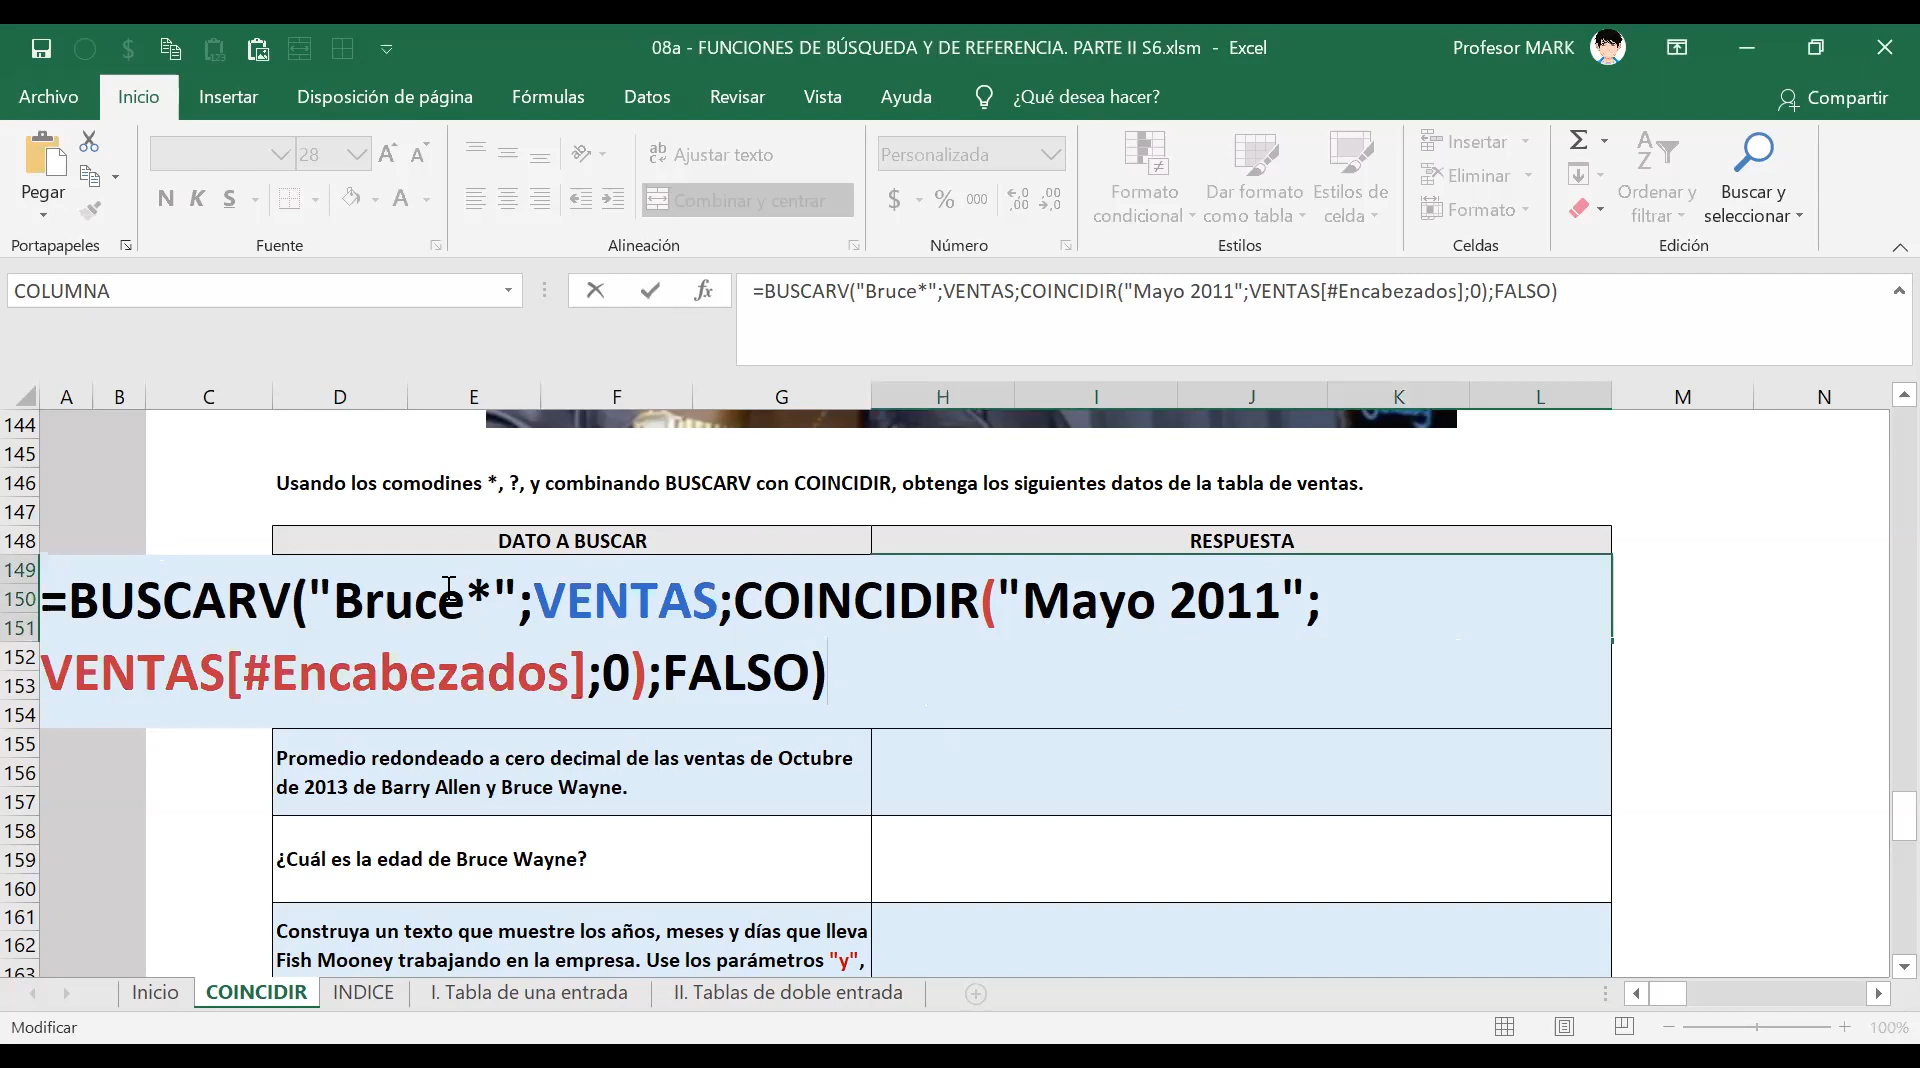 08a - FUNCIONES DE BÚSQUEDA Y DE REFERENCIA. PARTE II S6.xlsm - Excel
Profesor MARK
Archivo Inicio Insertar Disposición de página Fórmulas Datos Revisar Vista Ayuda ¿Qué desea hacer? Compartir
28
Ajustar texto
Personalizada
Insertar
Eliminar
Formato
Pegar
N K S
Combinar y centrar
$ % 000
Formato condicional
Dar formato como tabla
Estilos de celda
Ordenar y filtrar
Buscar y seleccionar
Portapapeles Fuente Alineación Número Estilos Celdas Edición
COLUMNA
=BUSCARV("Bruce*";VENTAS;COINCIDIR("Mayo 2011";VENTAS[#Encabezados];0);FALSO)
A B C D E F G H I J K L M N
144
145
146 Usando los comodines *, ?, y combinando BUSCARV con COINCIDIR, obtenga los siguientes datos de la tabla de ventas.
147
148 DATO A BUSCAR RESPUESTA
149
150 =BUSCARV("Bruce*";VENTAS;COINCIDIR("Mayo 2011";
151
152
153 VENTAS[#Encabezados];0);FALSO)
154
155 Promedio redondeado a cero decimal de las ventas de Octubre
156 de 2013 de Barry Allen y Bruce Wayne.
157
158
159 ¿Cuál es la edad de Bruce Wayne?
160
161 Construya un texto que muestre los años, meses y días que lleva
162 Fish Mooney trabajando en la empresa. Use los parámetros "y",
163
Inicio COINCIDIR INDICE I. Tabla de una entrada II. Tablas de doble entrada
Modificar
100%